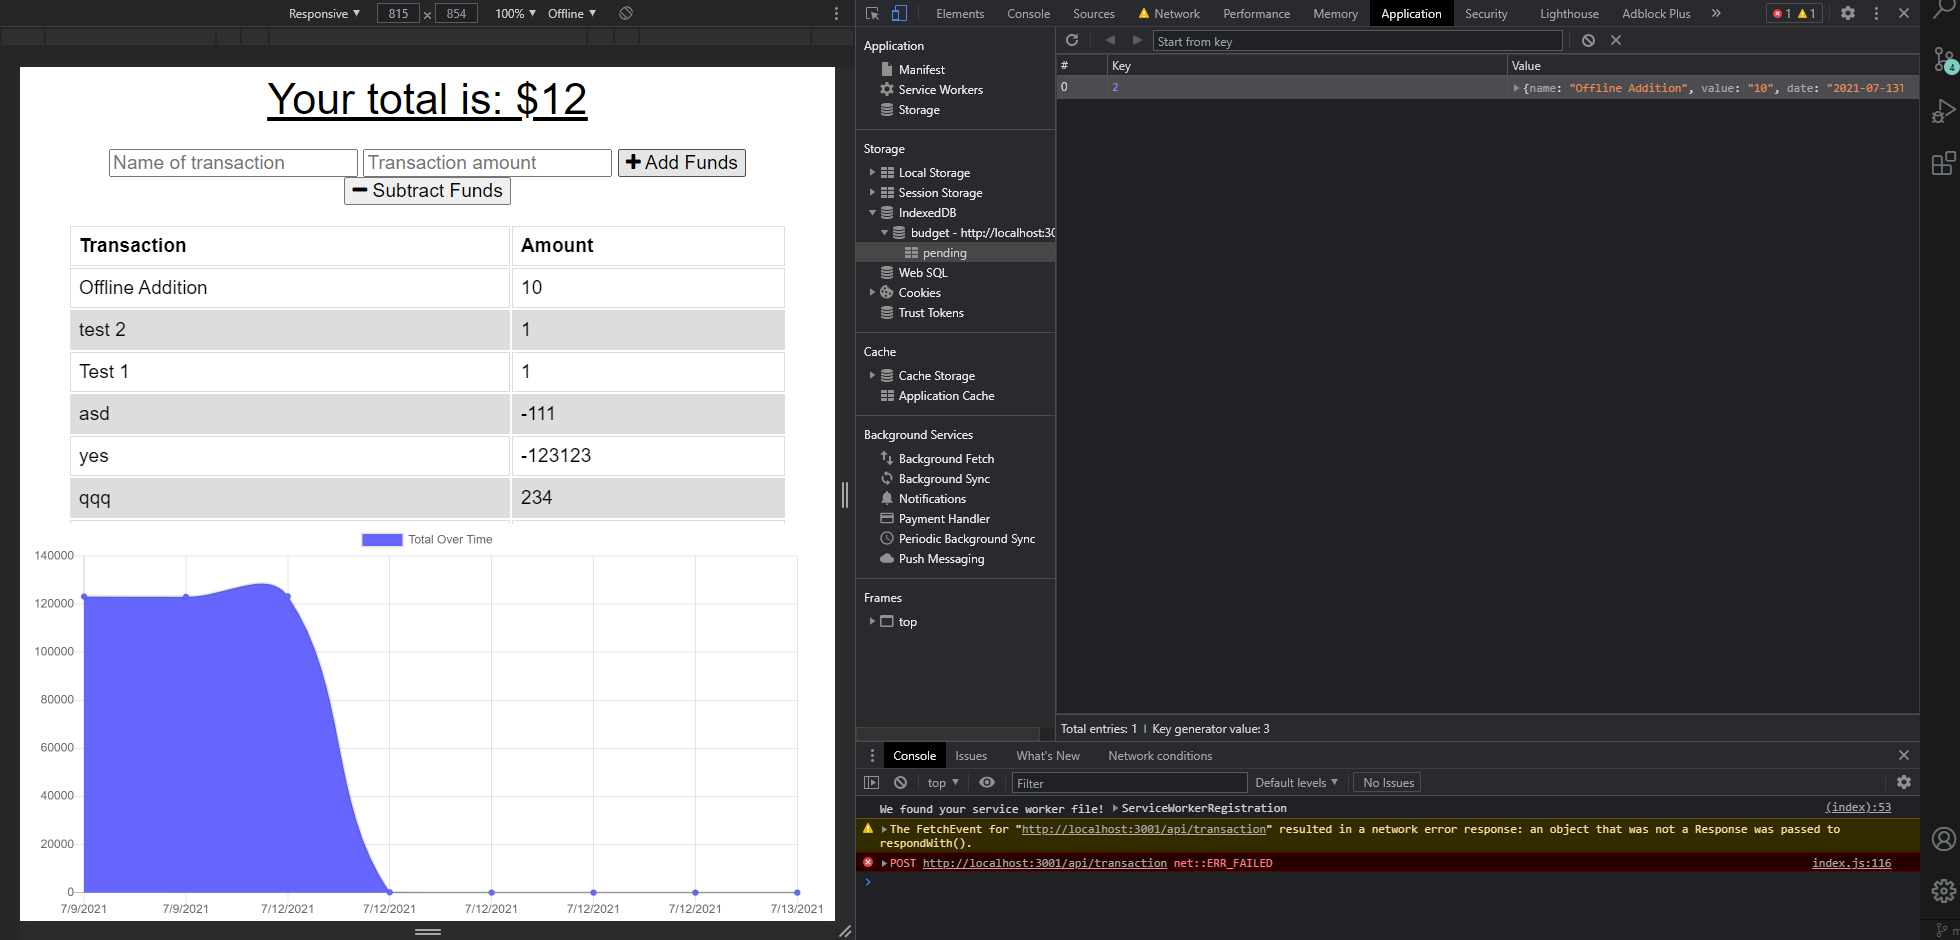 Responsive ▼ 815 × 854 100% ▼ Offline ▼
Your total is: $12
Name of transaction Transaction amount Add Funds
Subtract Funds
Transaction Amount
Offline Addition 10
test 2 1
Test 1 1
asd -111
yes -123123
qqq 234
Total Over Time
140000
120000
100000
80000
60000
40000
20000
0
7/9/2021 7/9/2021 7/12/2021 7/12/2021 7/12/2021 7/12/2021 7/12/2021 7/13/2021
Elements Console Sources Network Performance Memory Application Security Lighthouse Adblock Plus » 1 1
Application
Manifest
Service Workers
Storage
Storage
Local Storage
Session Storage
IndexedDB
budget - http://localhost:30
pending
Web SQL
Cookies
Trust Tokens
Cache
Cache Storage
Application Cache
Background Services
Background Fetch
Background Sync
Notifications
Payment Handler
Periodic Background Sync
Push Messaging
Frames
top
Start from key
# Key Value
0 2 {name: "Offline Addition", value: "10", date: "2021-07-13T
Total entries: 1 Key generator value: 3
Console Issues What's New Network conditions
top ▼ Filter Default levels ▼ No Issues
We found your service worker file! ServiceWorkerRegistration (index):53
The FetchEvent for "http://localhost:3001/api/transaction" resulted in a network error response: an object that was not a Response was passed to
respondWith().
POST http://localhost:3001/api/transaction net::ERR_FAILED index.js:116
4